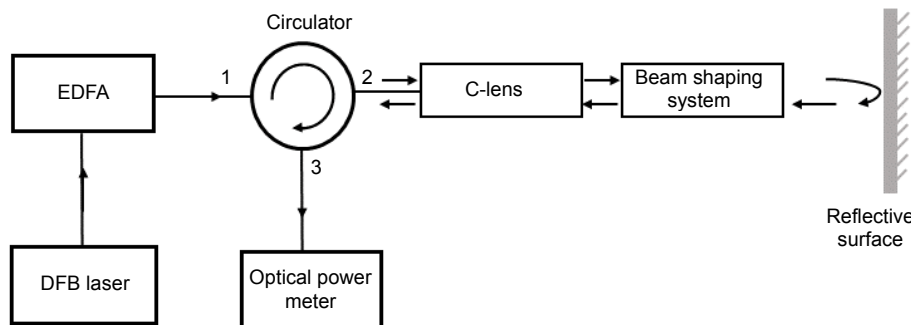 Circulator
EDFA
1
2
C-lens
Beam shaping
system
3
Reflective
surface
DFB laser
Optical power
meter